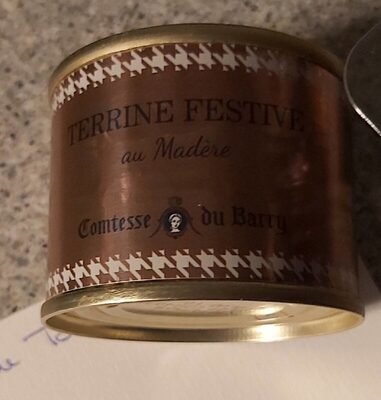 TERRINE FESTIVE
au Madère
Comtesse du Barry